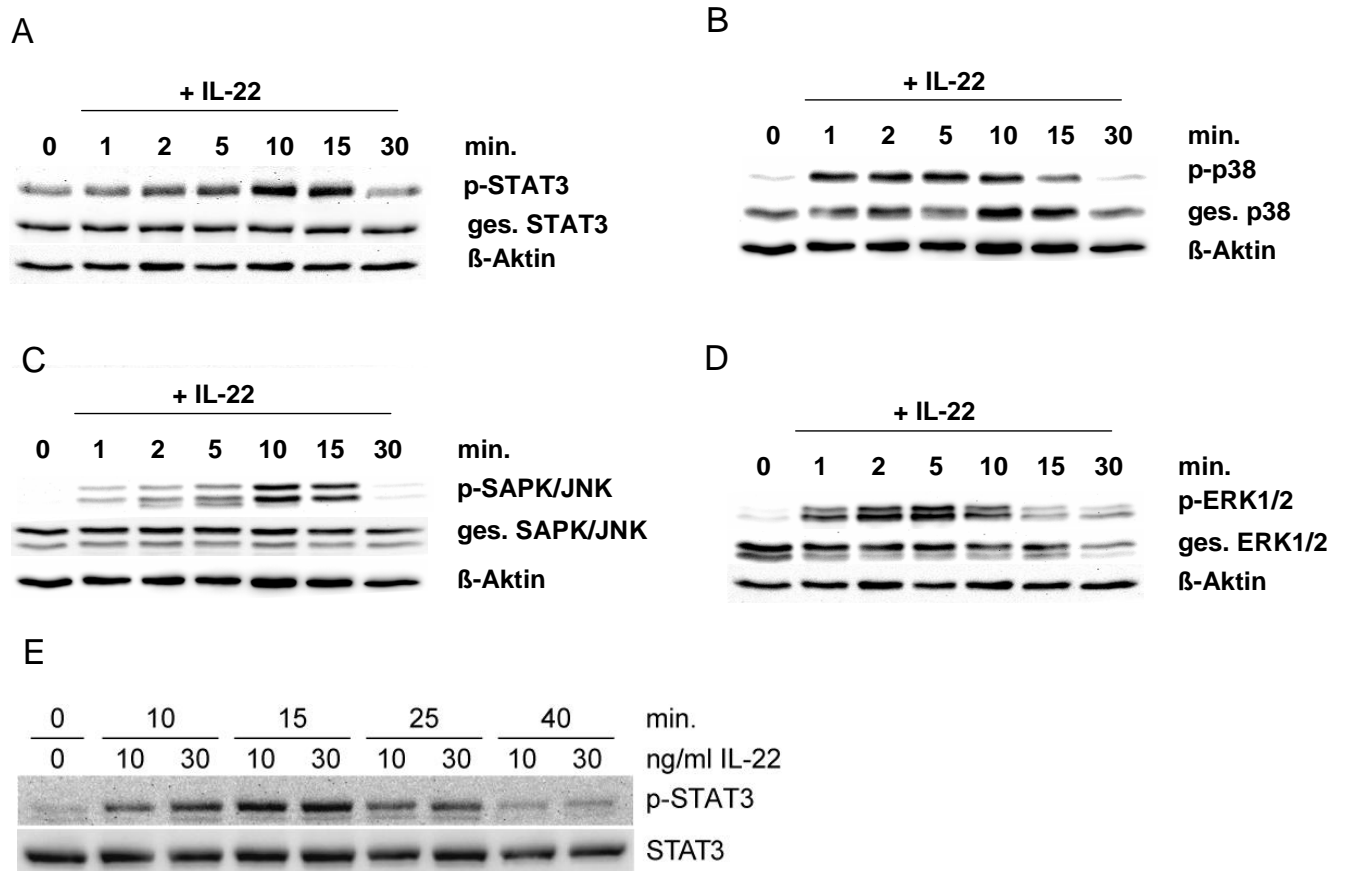 A
+ IL-22
0 1 2 5 10 15 30 min.
p-STAT3
ges. STAT3
ß-Aktin
B
+ IL-22
0 1 2 5 10 15 30 min.
p-p38
ges. p38
ß-Aktin
C
+ IL-22
0 1 2 5 10 15 30 min.
p-SAPK/JNK
ges. SAPK/JNK
ß-Aktin
D
+ IL-22
0 1 2 5 10 15 30 min.
p-ERK1/2
ges. ERK1/2
ß-Aktin
E
0 10 15 25 40 min.
0 10 30 10 30 10 30 10 30 ng/ml IL-22
p-STAT3
STAT3